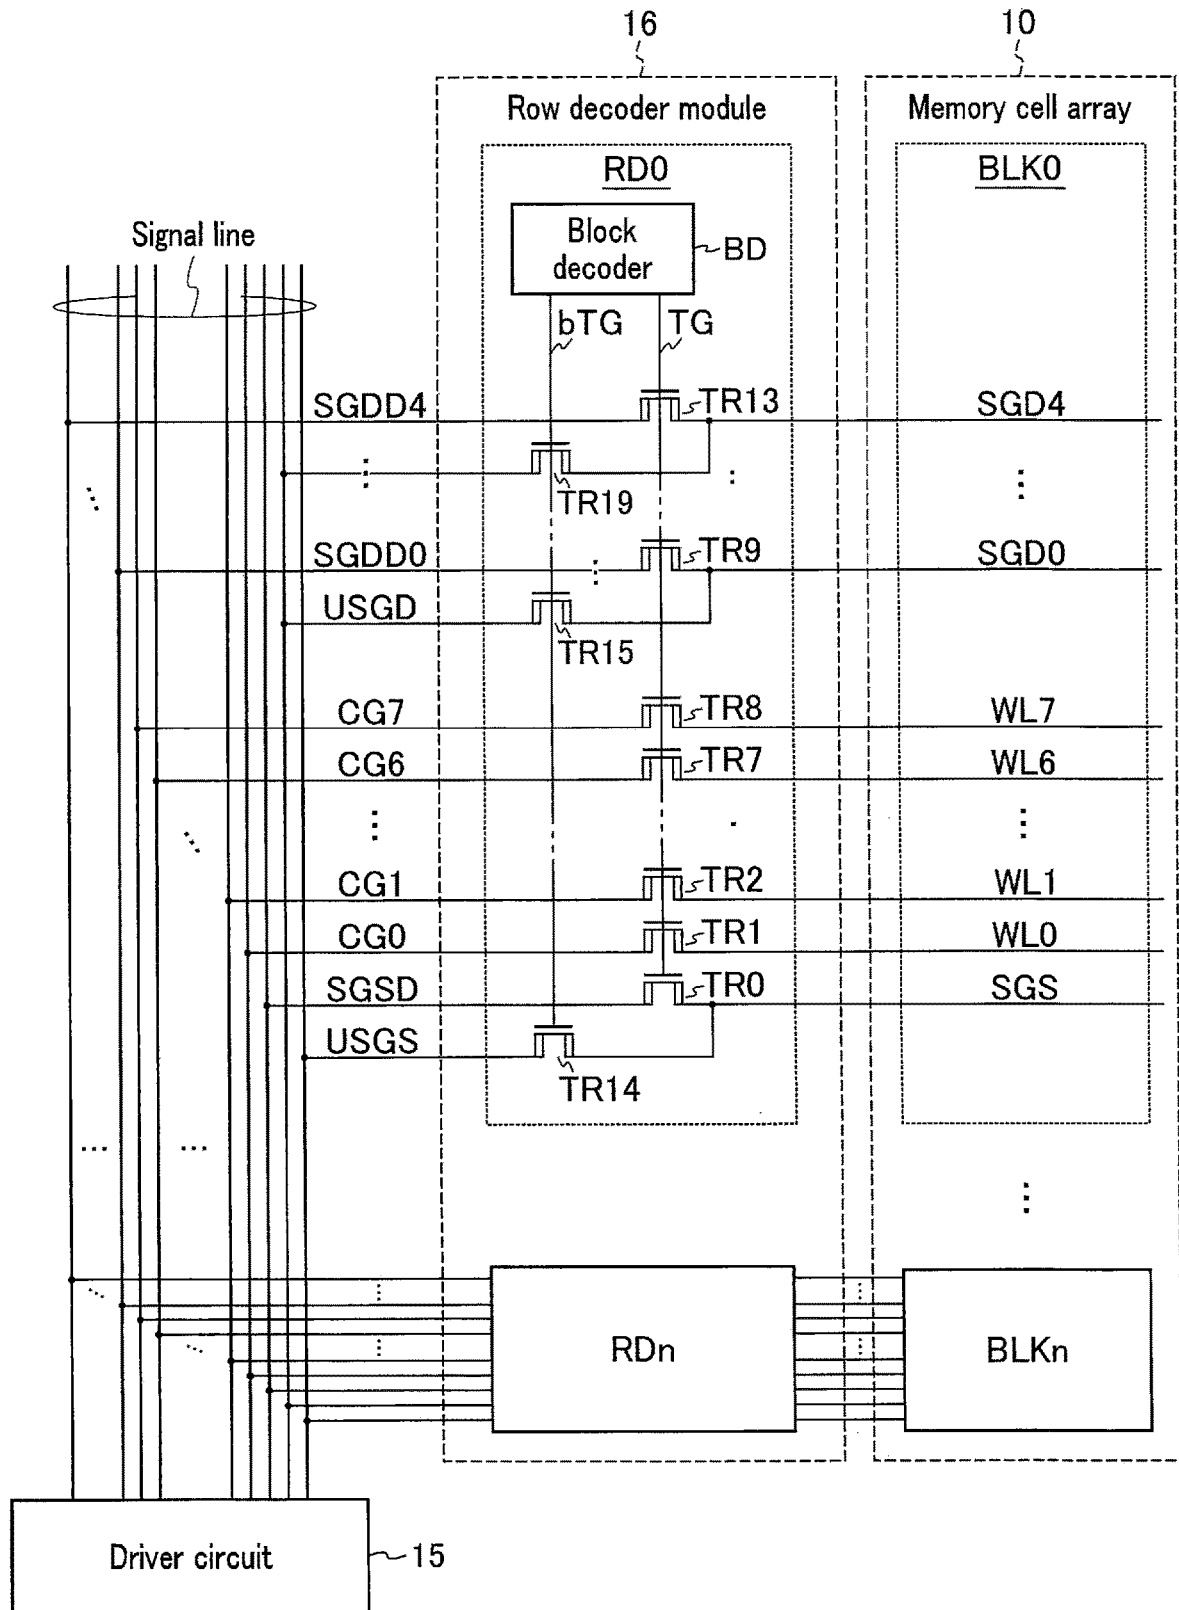 16
10
Row decoder module
Memory cell array
RD0
BLK0
Signal line
Block
decoder
BD
bTG
TG
SGDD4
TR13
SGD4
TR19
SGDD0
TR9
SGD0
USGD
TR15
CG7
TR8
WL7
CG6
TR7
WL6
CG1
TR2
WL1
CG0
TR1
WL0
SGSD
TR0
SGS
USGS
TR14
RDn
BLKn
Driver circuit
15